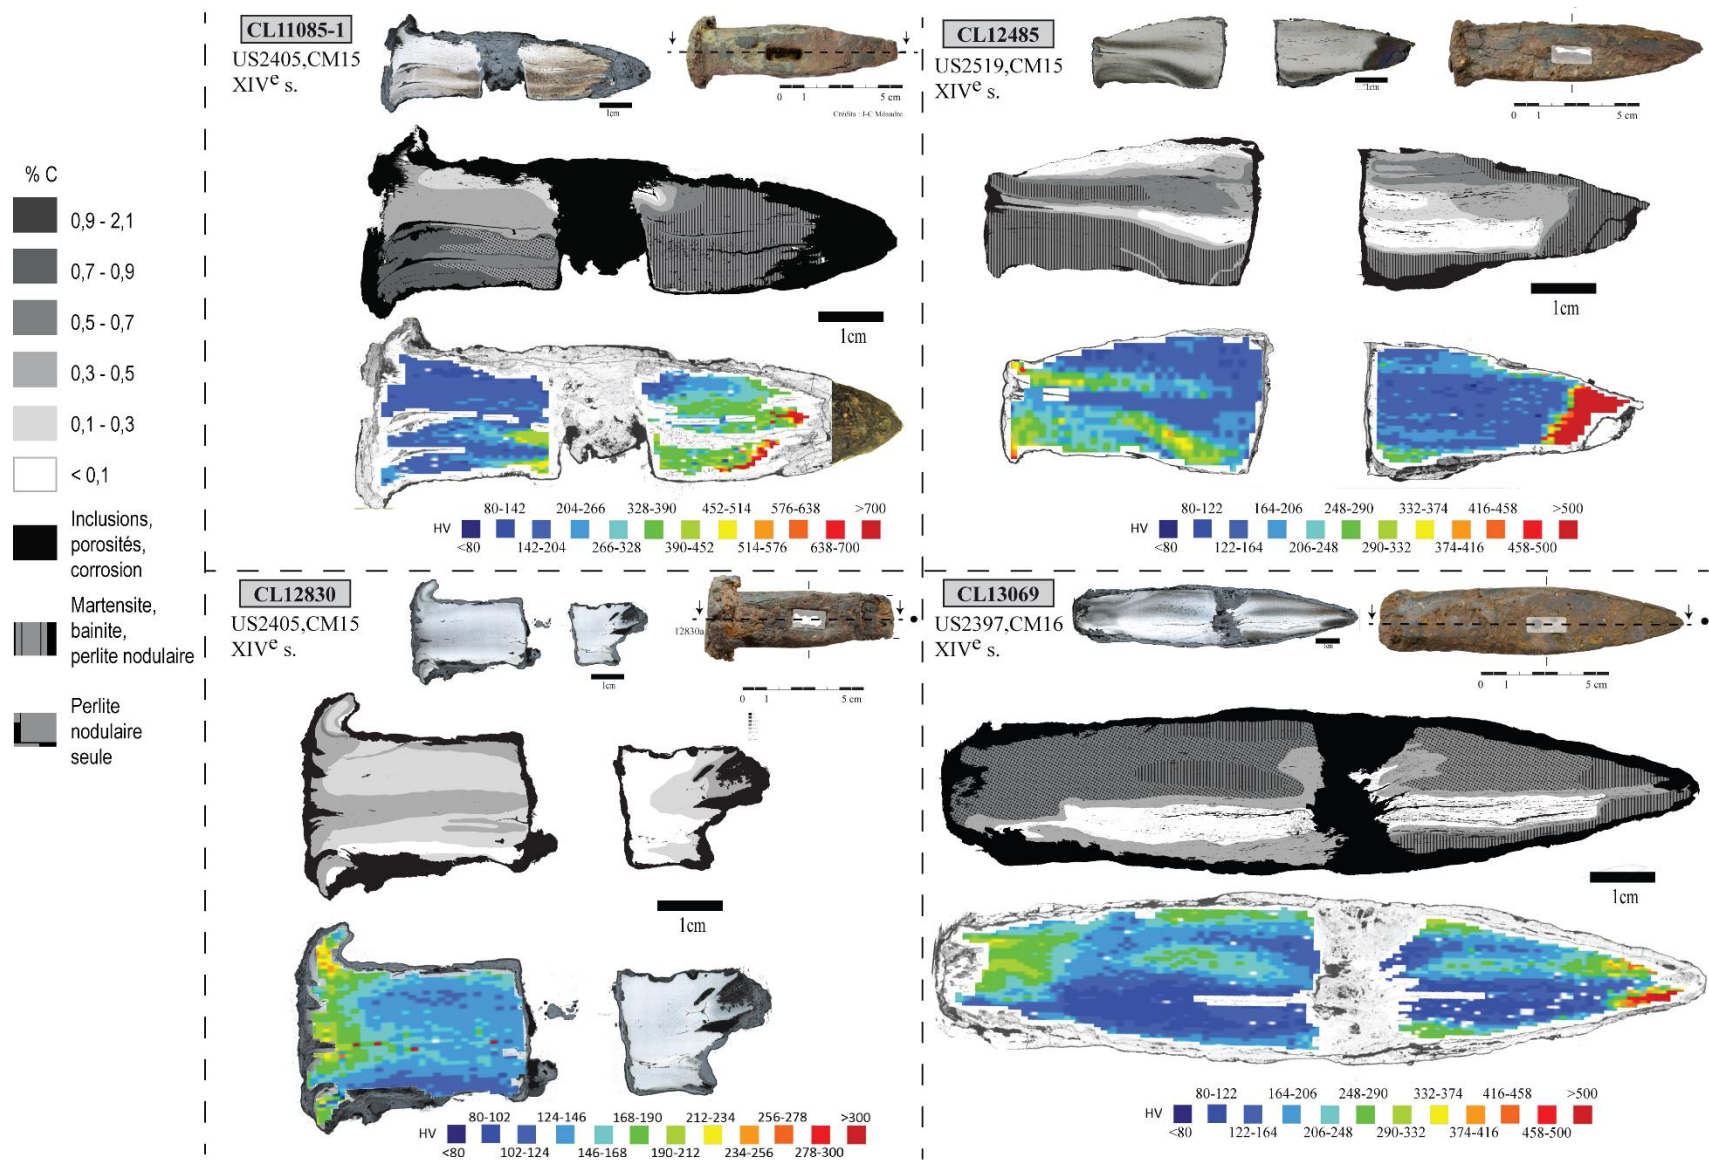 % C
0,9 - 2,1
0,7 - 0,9
0,5 - 0,7
0,3 - 0,5
0,1 - 0,3
< 0,1
Inclusions,
porosités,
corrosion
Martensite,
bainite,
perlite nodulaire
Perlite
nodulaire
seule
CL11085-1
US2405,CM15
XIVe s.
1cm
0 1 5 cm
Crédits : J-C Méaudre
1cm
80-142 204-266 328-390 452-514 576-638 >700
HV
<80 142-204 266-328 390-452 514-576 638-700
CL12485
US2519,CM15
XIVe s.
1cm
0 1 5 cm
1cm
80-122 164-206 248-290 332-374 416-458 >500
HV
<80 122-164 206-248 290-332 374-416 458-500
CL12830
US2405,CM15
XIVe s.
12830a
1cm
0 1 5 cm
1cm
80-102 124-146 168-190 212-234 256-278 >300
HV
<80 102-124 146-168 190-212 234-256 278-300
CL13069
US2397,CM16
XIVe s.
1cm
0 1 5 cm
1cm
80-122 164-206 248-290 332-374 416-458 >500
HV
<80 122-164 206-248 290-332 374-416 458-500